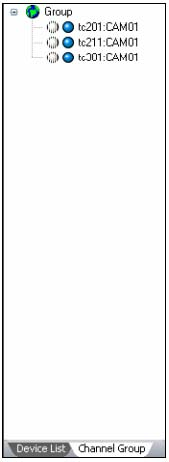 Group
tc201:CAM01
tc211:CAM01
tc301:CAM01
Device List
Channel Group